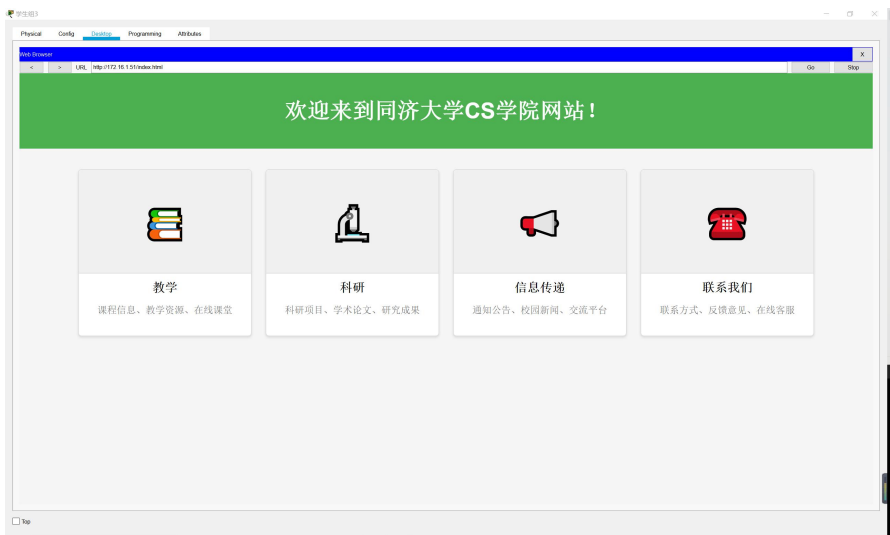 学生组3
Physical Config Desktop Programming Attributes
Web Browser X
< > URL http://172.16.1.51/index.html Go Stop
欢迎来到同济大学CS学院网站！
教学 科研 信息传递 联系我们
课程信息、教学资源、在线课堂 科研项目、学术论文、研究成果 通知公告、校园新闻、交流平台 联系方式、反馈意见、在线客服
Top